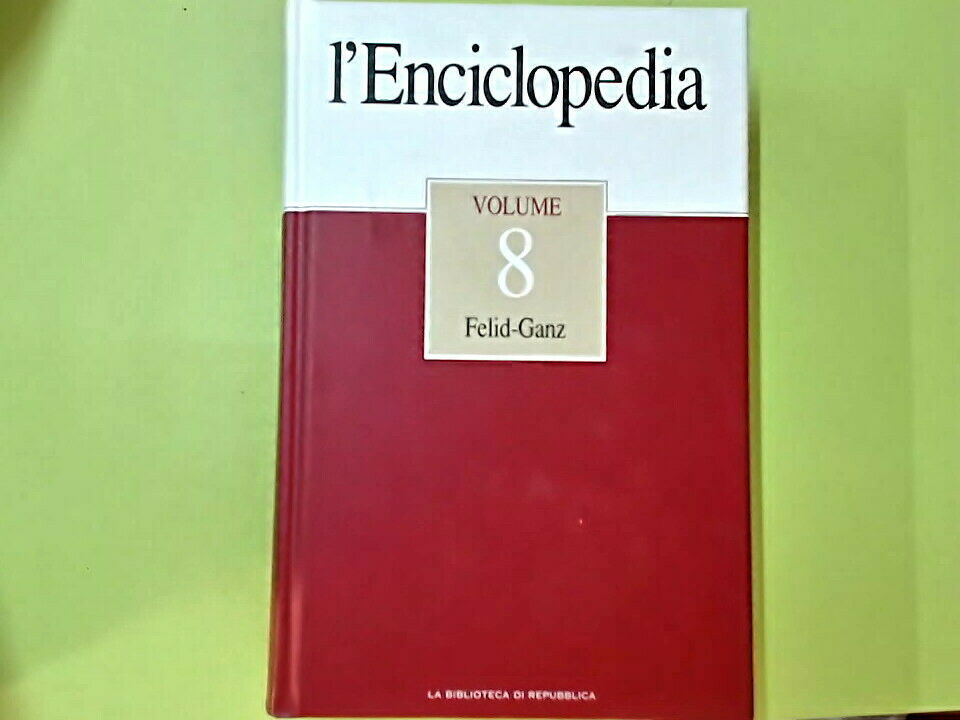 l'Enciclopedia
VOLUME
8
Felid-Ganz
LA BIBLIOTECA DI REPUBBLICA